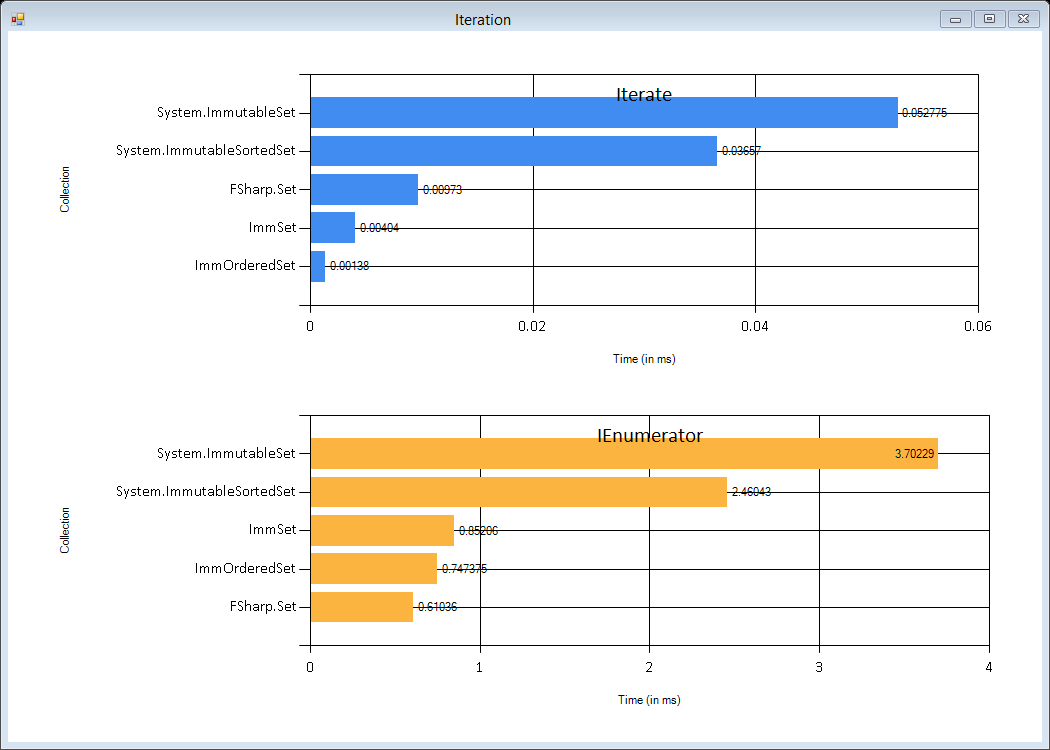 Iteration
Iterate
Collection
System.ImmutableSet 0.052775
System.ImmutableSortedSet 0.03657
FSharp.Set 0.00973
ImmSet 0.00404
ImmOrderedSet 0.00138
0 0.02 0.04 0.06
Time (in ms)
IEnumerator
Collection
System.ImmutableSet 3.70229
System.ImmutableSortedSet 2.46043
ImmSet 0.85206
ImmOrderedSet 0.747375
FSharp.Set 0.61036
0 1 2 3 4
Time (in ms)